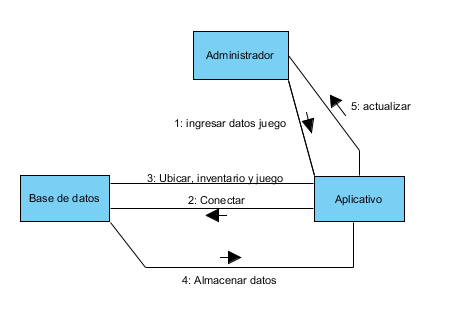 Administrador
5: actualizar
1: ingresar datos juego
3: Ubicar, inventario y juego
Base de datos
2: Conectar
Aplicativo
4: Almacenar datos